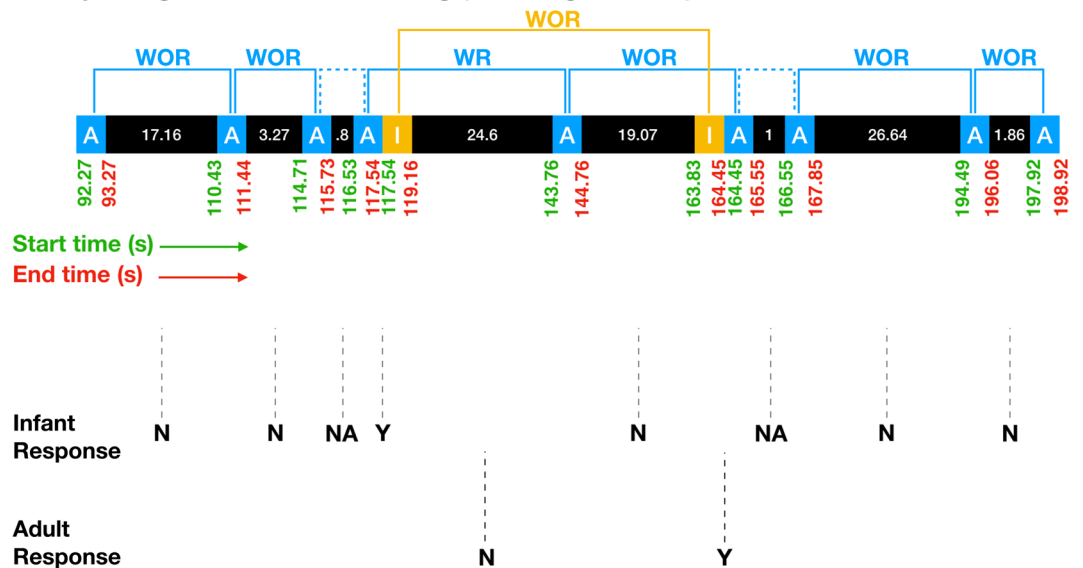 WOR
WOR WOR WR WOR WOR WOR
A 17.16 A 3.27 A .8 A I 24.6 A 19.07 I A 1 A 26.64 A 1.86 A
92.27 93.27 110.43 111.44 114.71 115.73 116.53 117.54 117.54 119.16 143.76 144.76 163.83 164.45 164.45 165.55 166.55 167.85 194.49 196.06 197.92 198.92
Start time (s)
End time (s)
Infant
Response
N N NA Y N NA N N
Adult
Response
N Y